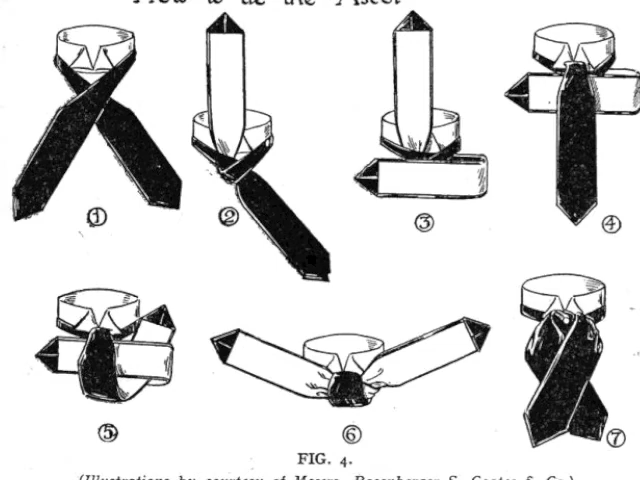 How to tie the Ascot
① ② ③ ④
⑤ ⑥ ⑦
FIG. 4.
(Illustrations by courtesy of Messrs. Rosenberger S. Coates & Co.)